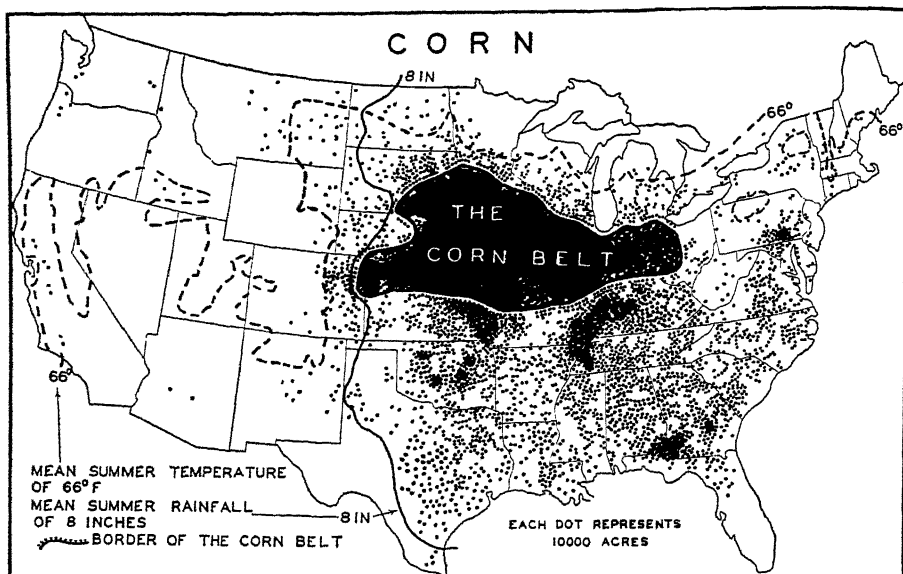 CORN
8 IN
66°
66°
THE
CORN BELT
66°
MEAN SUMMER TEMPERATURE
OF 66°F
MEAN SUMMER RAINFALL
OF 8 INCHES
8 IN
BORDER OF THE CORN BELT
EACH DOT REPRESENTS
10000 ACRES